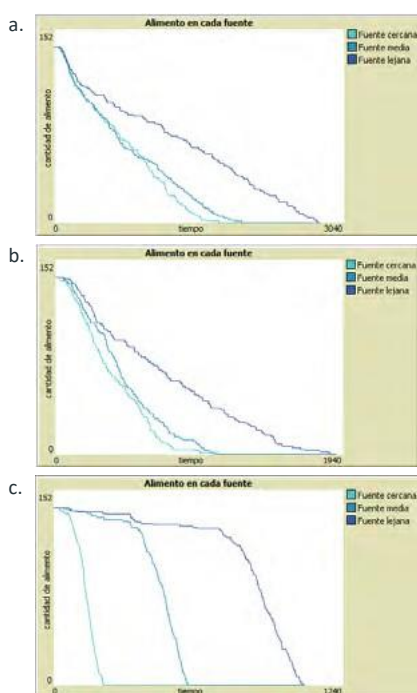 a.
Alimento en cada fuente
152
cantidad de alimento
0
0
tiempo
3040
Fuente cercana
Fuente media
Fuente lejana
b.
Alimento en cada fuente
152
cantidad de alimento
0
0
tiempo
1940
Fuente cercana
Fuente media
Fuente lejana
c.
Alimento en cada fuente
152
cantidad de alimento
0
0
tiempo
1240
Fuente cercana
Fuente media
Fuente lejana